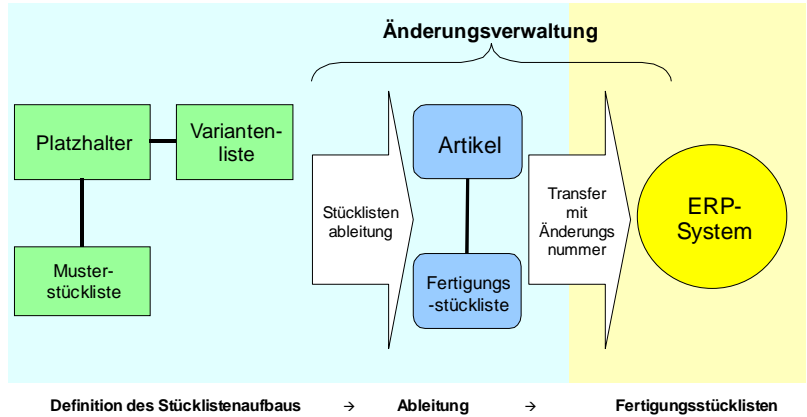 Änderungsverwaltung
Platzhalter
Varianten-
liste
Muster-
stückliste
Stücklisten
ableitung
Artikel
Fertigungs
-stückliste
Transfer
mit
Änderungs
nummer
ERP-
System
Definition des Stücklistenaufbaus → Ableitung → Fertigungsstücklisten